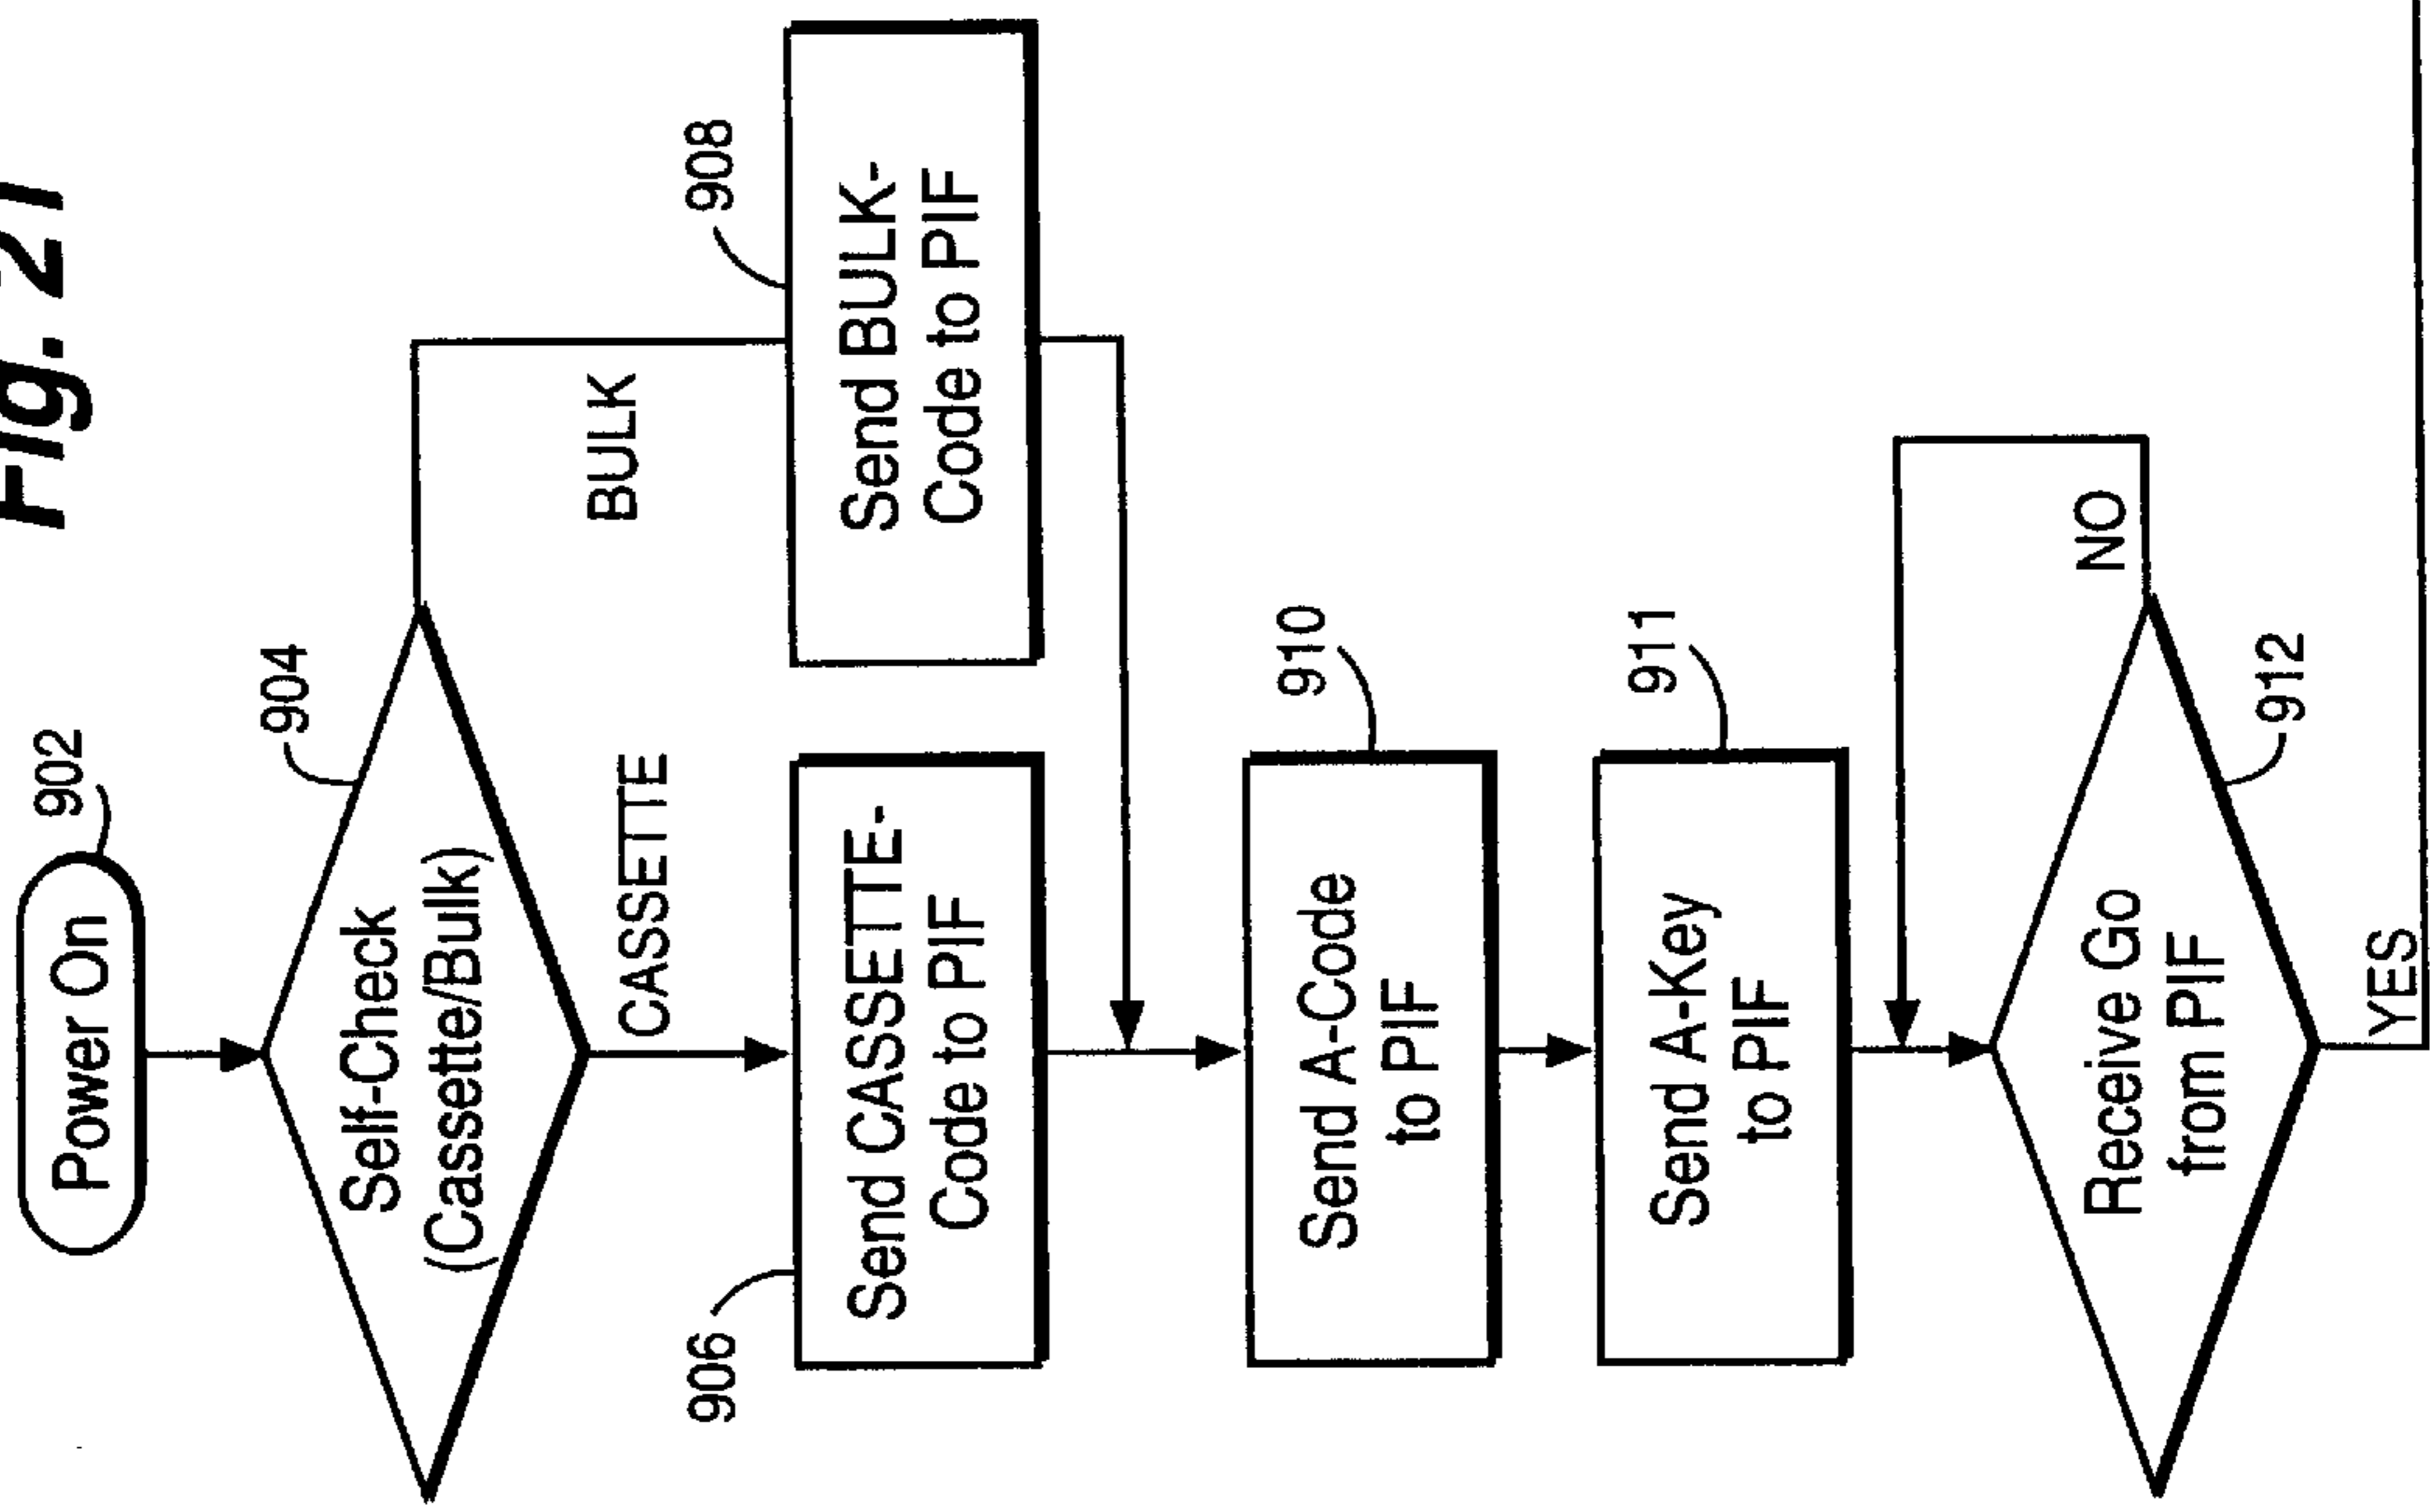 Fig. 21
Power On
902
Self-Check
(Cassette/Bulk)
904
CASSETTE
BULK
906
Send CASSETTE-
Code to PIF
908
Send BULK-
Code to PIF
Send A-Code
to PIF
910
Send A-Key
to PIF
911
Receive Go
from PIF
912
NO
YES